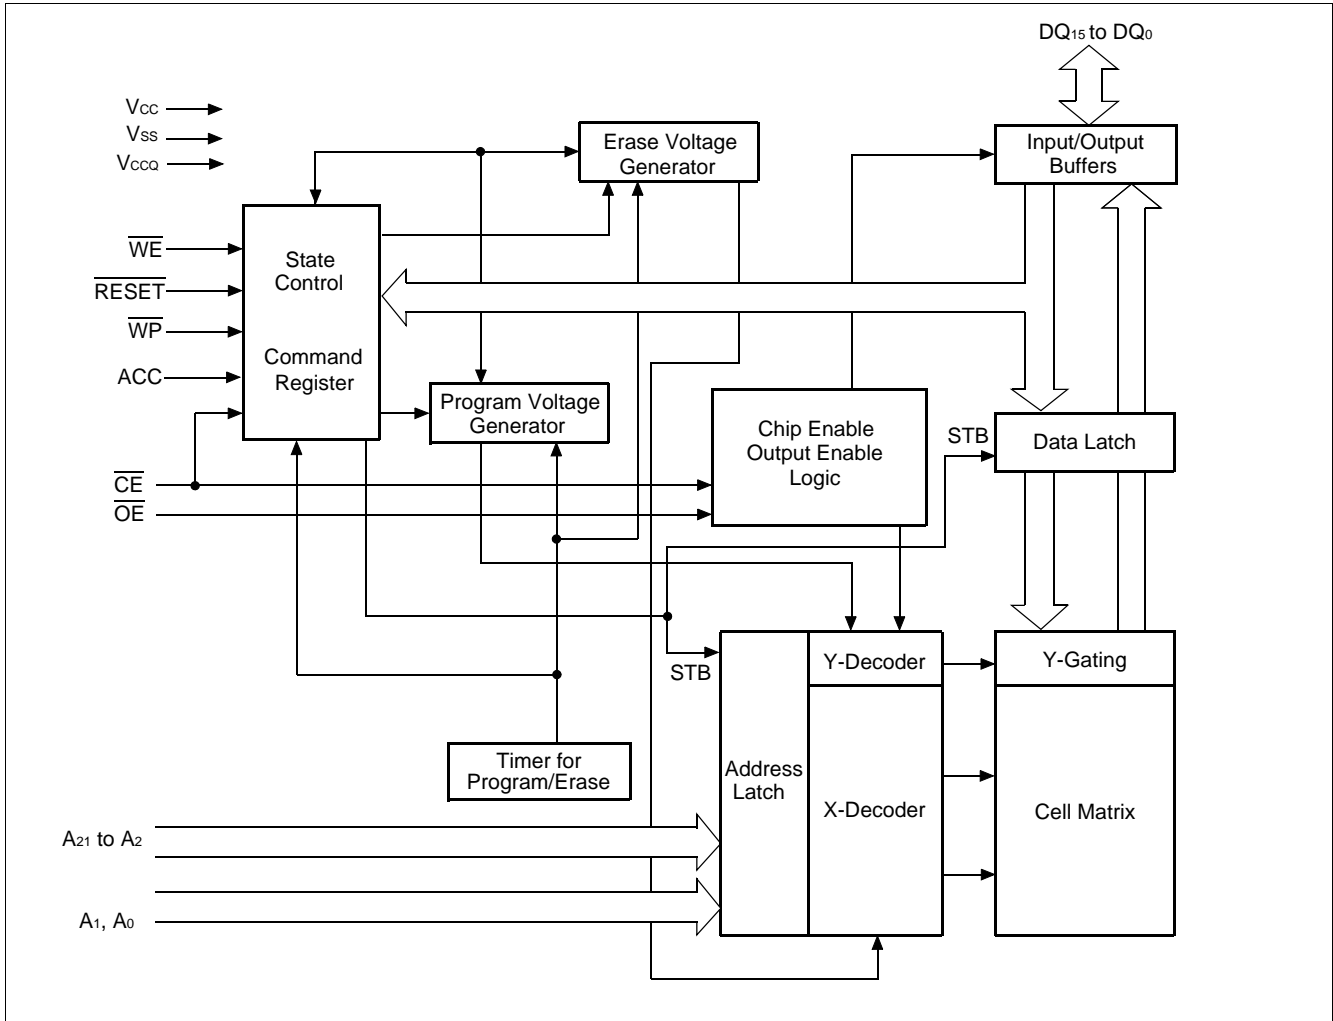 DQ15 to DQ0
VCC
VSS
VCCQ
Erase Voltage
Generator
Input/Output
Buffers
WE
RESET
WP
ACC
CE
OE
State
Control
Command
Register
Program Voltage
Generator
Chip Enable
Output Enable
Logic
STB
Data Latch
STB
Y-Decoder
Y-Gating
Timer for
Program/Erase
Address
Latch
X-Decoder
Cell Matrix
A21 to A2
A1, A0